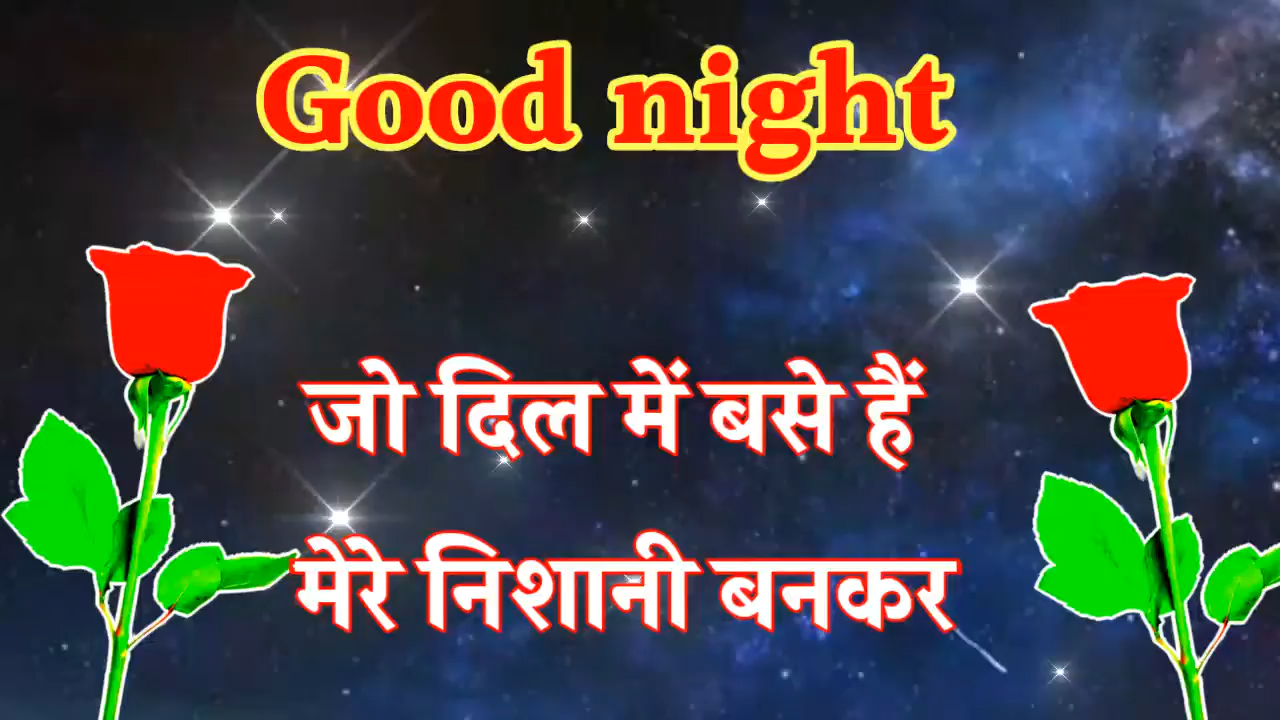 Good night
जो दिल में बसे हैं
मेरे निशानी बनकर